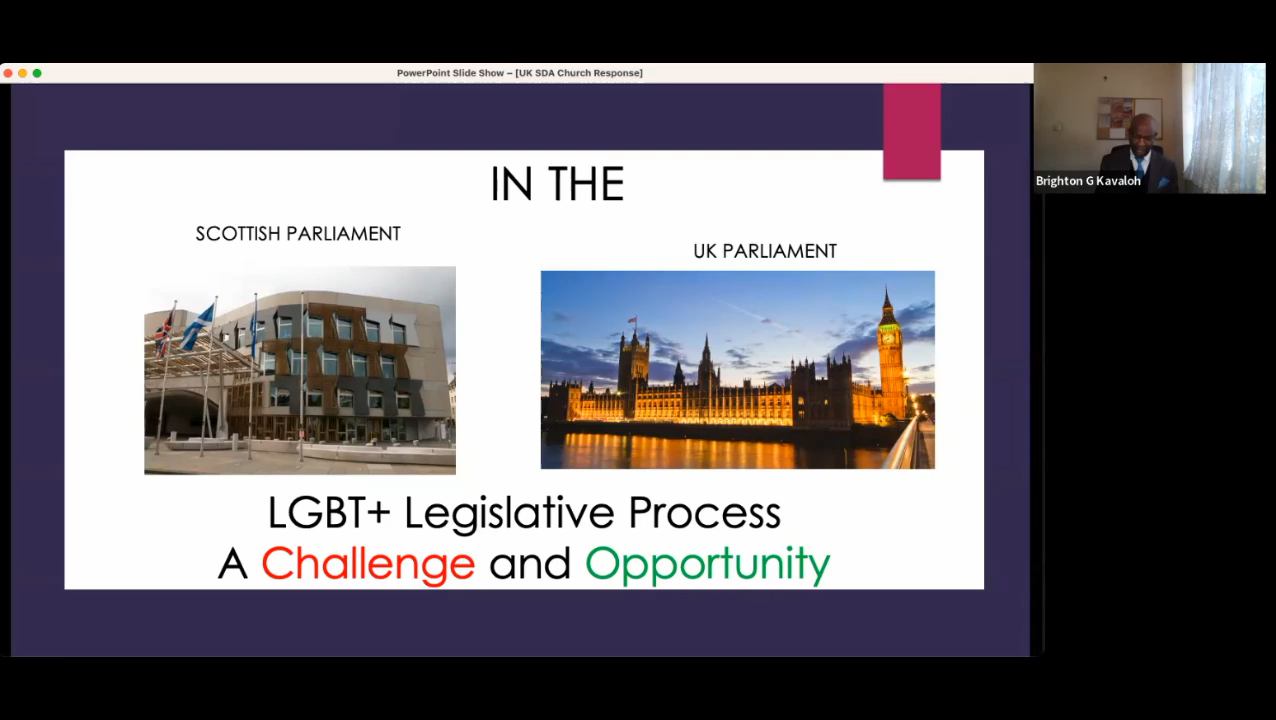 PowerPoint Slide Show – [UK SDA Church Response]
IN THE
SCOTTISH PARLIAMENT
UK PARLIAMENT
LGBT+ Legislative Process
A Challenge and Opportunity
Brighton G Kavaloh